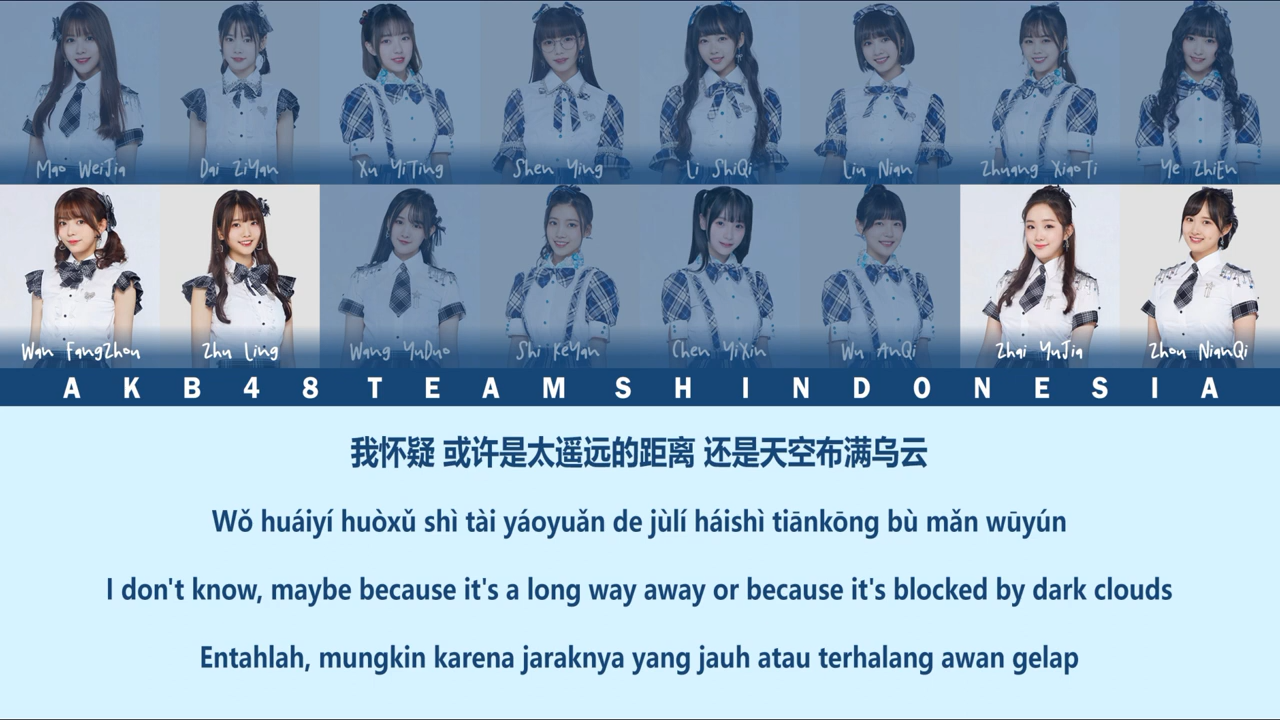 Mao WeiJia Dai ZiYan Xu YiTing Shen Ying Li ShiQi Liu Nian Zhuang XiaoTi Ye ZhiEn
Wan FangZhou Zhu Ling Wang YuDuo Shi KeYan Chen YiXin Wu AnQi Zhai YuJia Zhou NianQi
AKB48 TEAM SH INDONESIA
我怀疑 或许是太遥远的距离 还是天空布满乌云
Wǒ huáiyí huòxǔ shì tài yáoyuǎn de jùlí háishì tiānkōng bù mǎn wūyún
I don't know, maybe because it's a long way away or because it's blocked by dark clouds
Entahlah, mungkin karena jaraknya yang jauh atau terhalang awan gelap